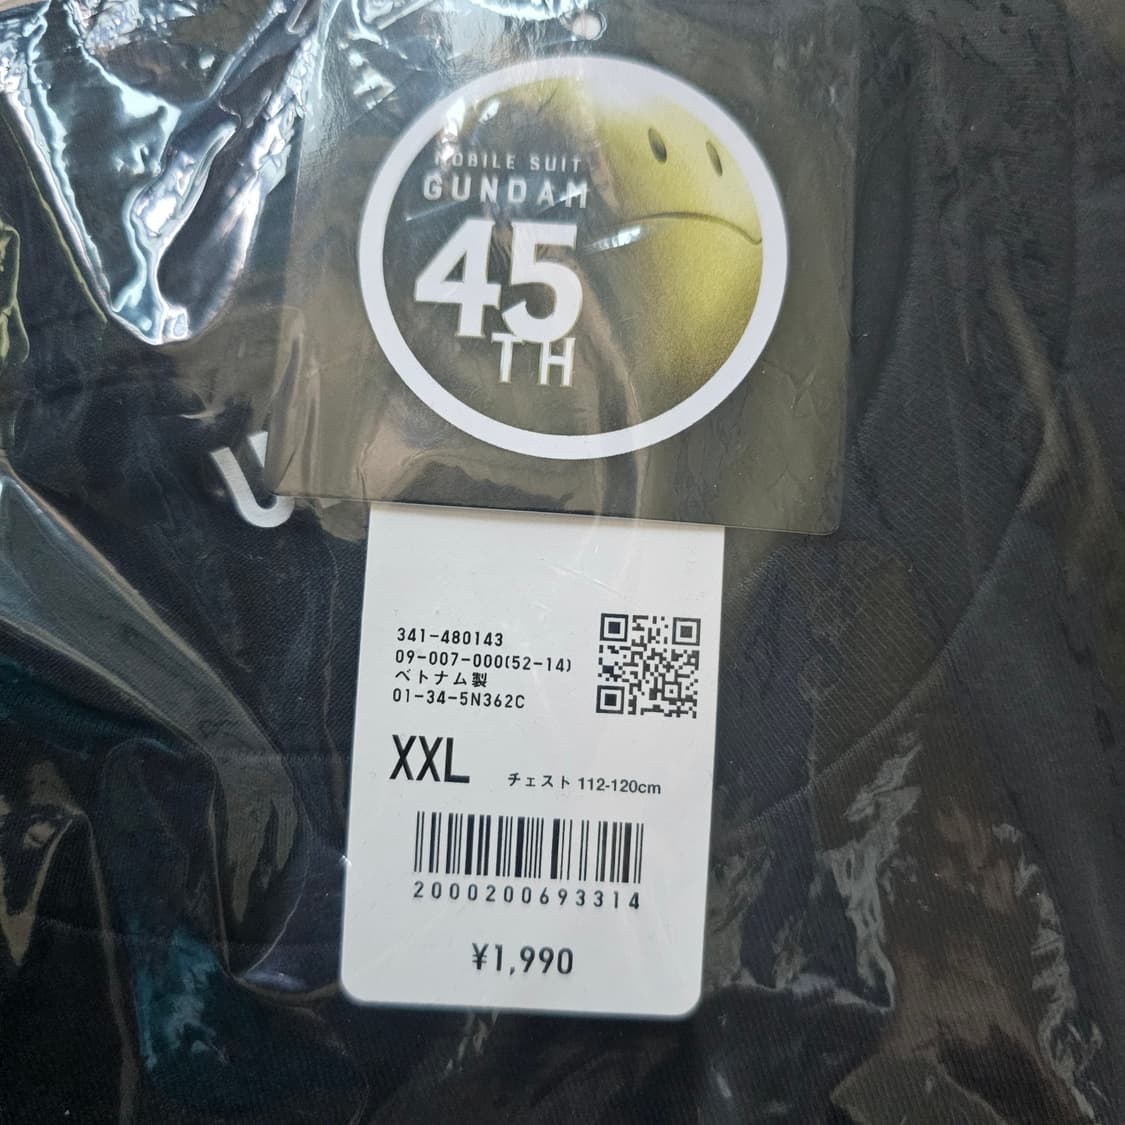 MOBILE SUIT
GUNDAM
45
TH
U
341-480143
09-007-000(52-14)
ベトナム製
01-34-5N362C
XXL
チェスト 112-120cm
2000200693314
¥1,990